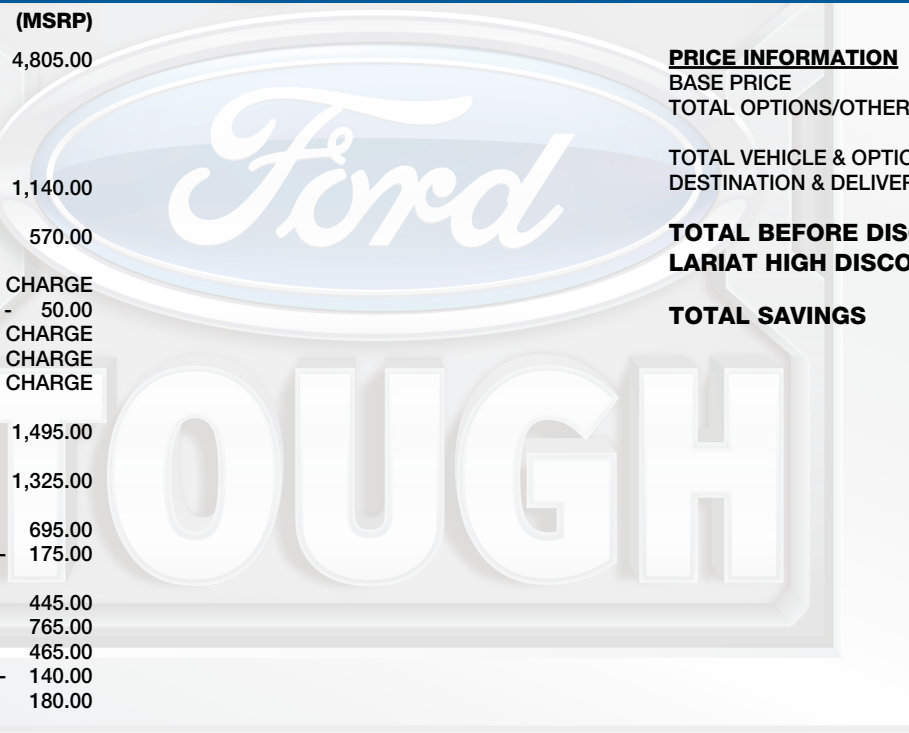 (MSRP)
4,805.00
1,140.00
570.00
CHARGE
- 50.00
CHARGE
CHARGE
CHARGE
1,495.00
1,325.00
695.00
- 175.00
445.00
765.00
465.00
- 140.00
180.00
PRICE INFORMATION
BASE PRICE
TOTAL OPTIONS/OTHER
TOTAL VEHICLE & OPTIO
DESTINATION & DELIVER
TOTAL BEFORE DISC
LARIAT HIGH DISCO
TOTAL SAVINGS
Ford
TOUGH